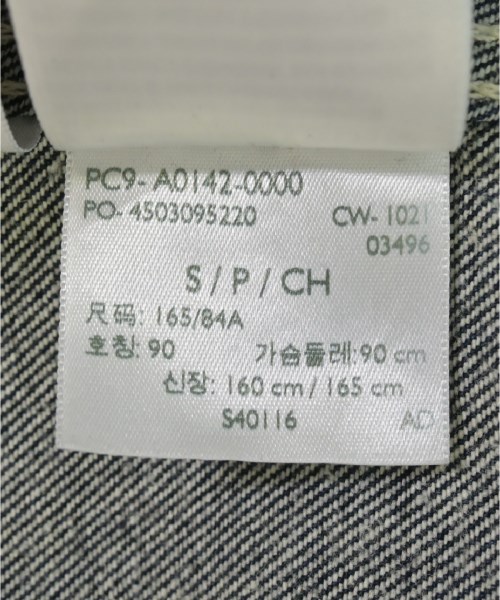 PC9- A0142-0000
PO- 4503095220 CW- 1021
03496
S / P / CH
尺码: 165/84A
호칭: 90 가슴둘레:90 cm
신장: 160 cm / 165 cm
S40116 AD